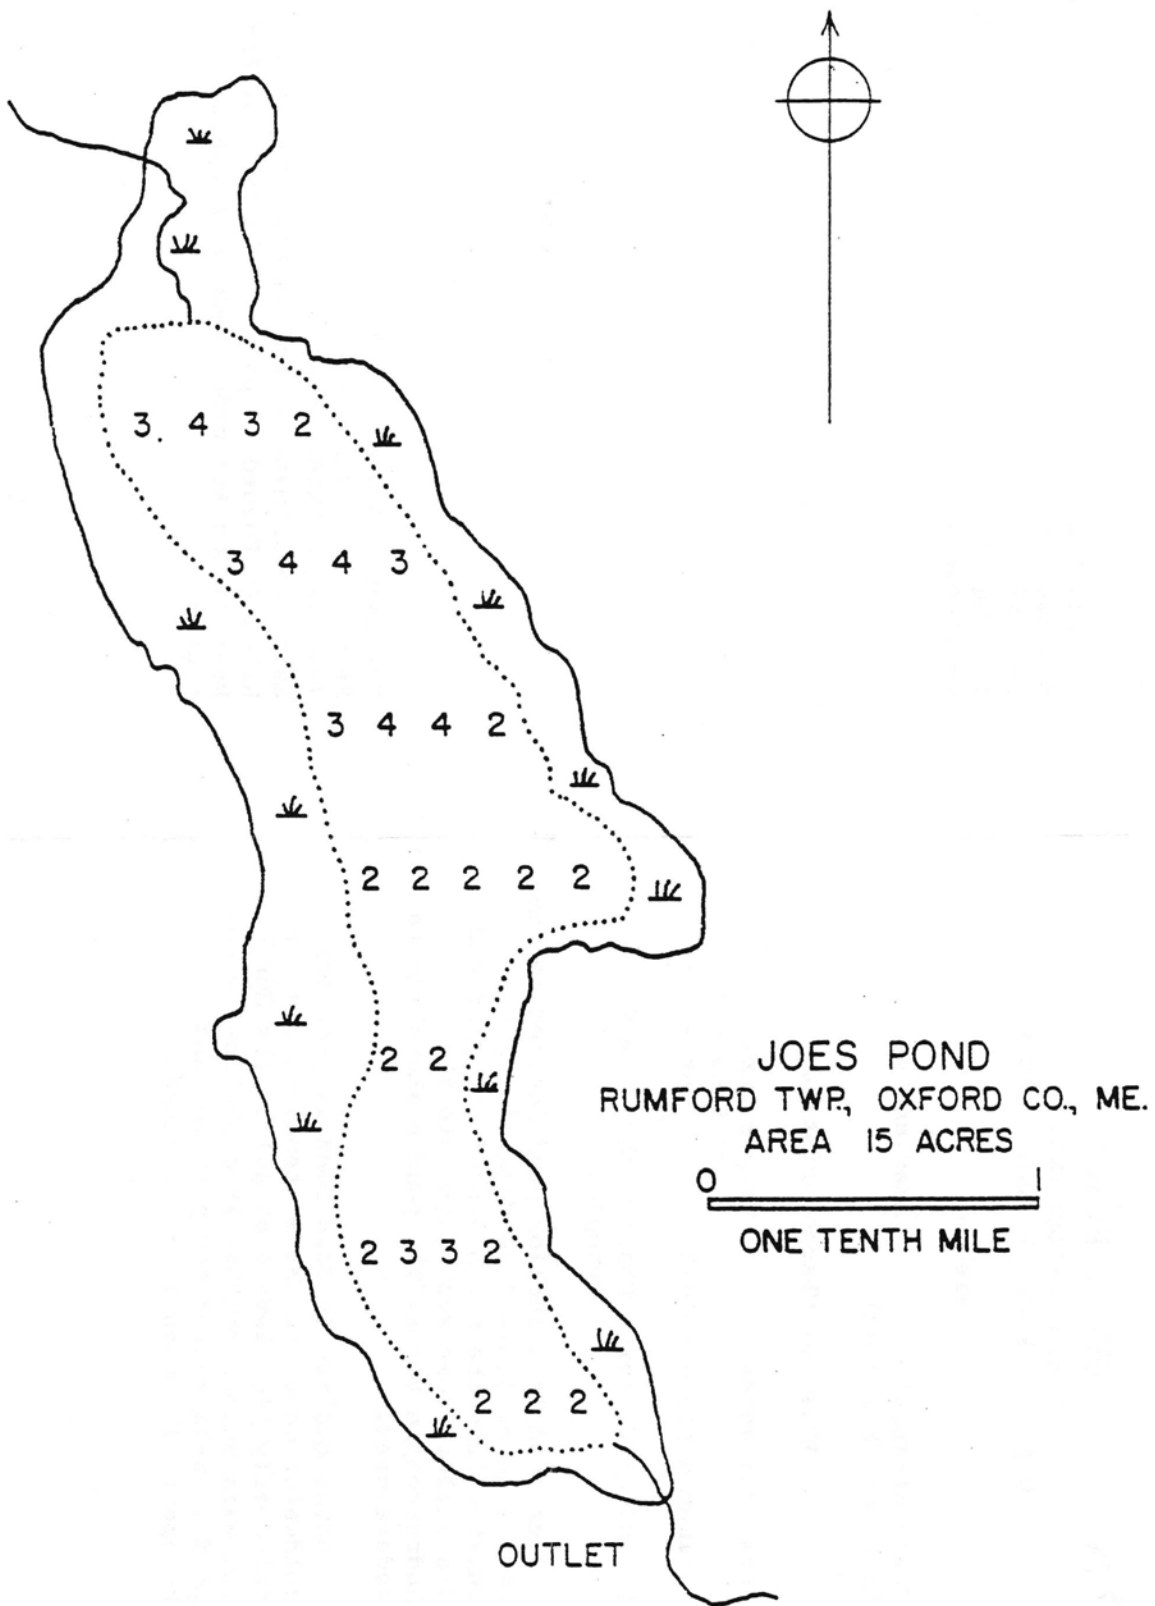 3 4 3 2
3 4 4 3
3 4 4 2
2 2 2 2 2
2 2
JOES POND
RUMFORD TWP., OXFORD CO., ME.
AREA 15 ACRES
0 1
ONE TENTH MILE
2 3 3 2
2 2 2
OUTLET